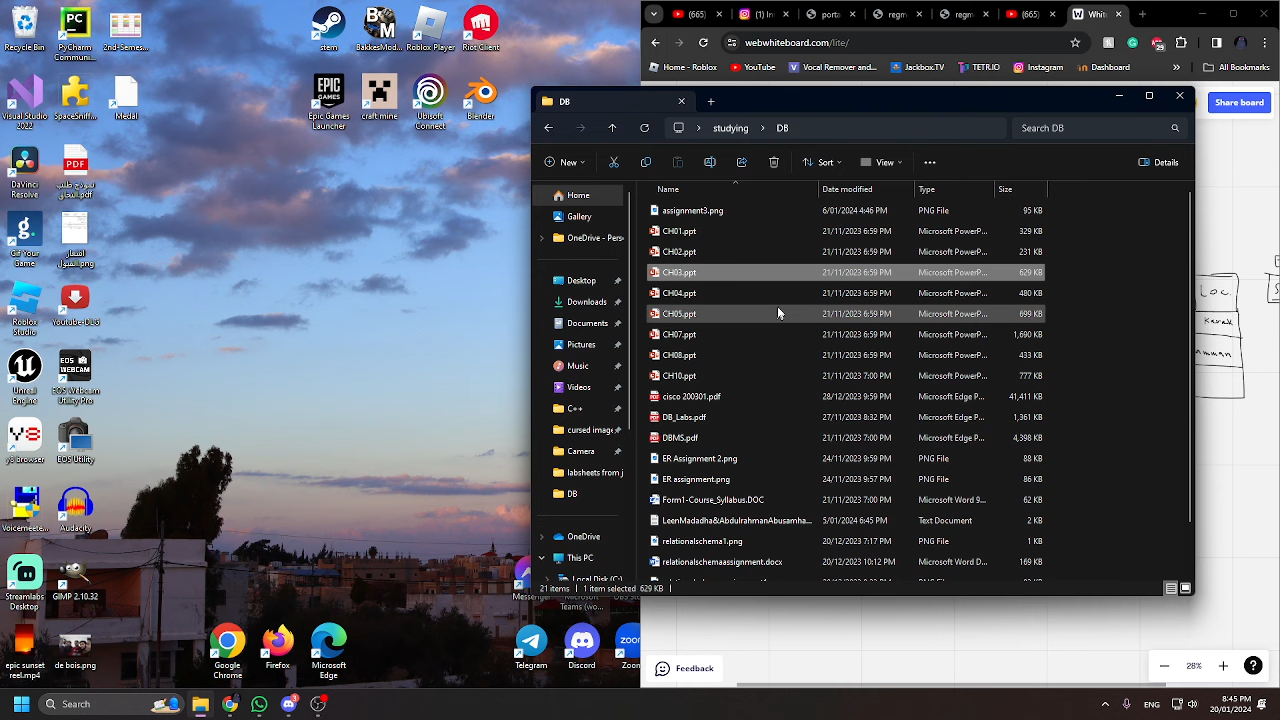 Recycle Bin
PyCharm Communi...
2nd-Semes...
stem
BakkesMod...
Roblox Player
Riot Client
Visual Studio 2022
SpaceSniff...
Medal
Epic Games Launcher
craft mine
Ubisoft Connect
Blender
DaVinci Resolve
Gif Your Game
Roblox Studio
Youtube-DLG
Unreal Engine
EOS Webcam Utility Pro
ya browser
EOS Utility
Voicemeete...
Audacity
Streamlabs Desktop
GIMP 2.10.32
epic sunset reel.mp4
de bois.png
Google Chrome
Firefox
Microsoft Edge
Telegram
Discord
Zoom
Messenger
Microsoft Teams (wo...
(665)
(665)
webwhiteboard.com/lite/
Home - Roblox
YouTube
Vocal Remover and...
Jackbox.TV
TETR.IO
Instagram
Dashboard
»
All Bookmarks
Share board
DB
studying > DB
Search DB
New
Sort
View
Details
Name
Date modified
Type
Size
Home
Gallery
OneDrive - Pers
Desktop
Downloads
Documents
Pictures
Music
Videos
C++
cursed image
Camera
labsheets from j
DB
OneDrive
This PC
Local Disk (C
assignment3.png 6/01/2024 4:46 PM PNG File 95 KB
CH01.ppt 21/11/2023 6:59 PM Microsoft PowerP... 329 KB
CH02.ppt 21/11/2023 6:59 PM Microsoft PowerP... 231 KB
CH03.ppt 21/11/2023 6:59 PM Microsoft PowerP... 629 KB
CH04.ppt 21/11/2023 6:59 PM Microsoft PowerP... 480 KB
CH05.ppt 21/11/2023 6:59 PM Microsoft PowerP... 699 KB
CH07.ppt 21/11/2023 6:59 PM Microsoft PowerP... 1,690 KB
CH08.ppt 21/11/2023 6:59 PM Microsoft PowerP... 433 KB
CH10.ppt 21/11/2023 7:00 PM Microsoft PowerP... 777 KB
cisco 200301.pdf 28/12/2023 9:59 PM Microsoft Edge P... 41,411 KB
DB_Labs.pdf 27/11/2023 8:32 PM Microsoft Edge P... 1,361 KB
DBMS.pdf 21/11/2023 7:00 PM Microsoft Edge P... 4,398 KB
ER Assignment 2.png 24/11/2023 9:59 PM PNG File 88 KB
ER assignment.png 24/11/2023 9:57 PM PNG File 86 KB
Form1-Course_Syllabus.DOC 21/11/2023 7:00 PM Microsoft Word 9... 62 KB
LeenMadadha&AbdulrahmanAbusamha... 5/01/2024 6:45 PM Text Document 2 KB
relationalschema1.png 20/12/2023 7:17 PM PNG File 1 KB
relationalschemaassignment.docx 20/12/2023 10:12 PM Microsoft Word D... 169 KB
21 items | 1 item selected 629 KB
Loc.
Karak
mman
Feedback
28%
Search
ENG
8:45 PM
20/01/2024